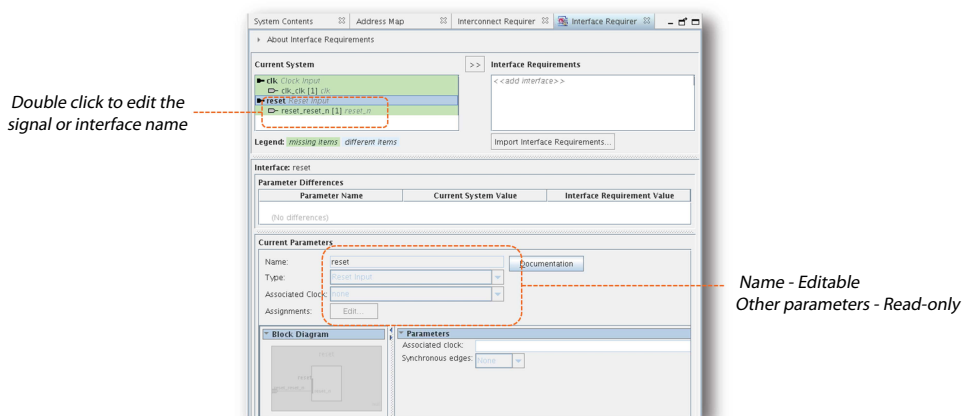 System Contents Address Map Interconnect Requirer Interface Requirer
About Interface Requirements
Current System >> Interface Requirements
clk Clock Input
clk_clk [1] clk
reset Reset Input
reset_reset_n [1] reset_n
<<add interface>>
Double click to edit the
signal or interface name
Legend: missing items different items
Import Interface Requirements...
Interface: reset
Parameter Differences
Parameter Name Current System Value Interface Requirement Value
(No differences)
Current Parameters
Name: reset Documentation
Type: Reset Input
Associated Clock: none
Assignments: Edit...
Name - Editable
Other parameters - Read-only
Block Diagram
Parameters
Associated clock:
Synchronous edges: None